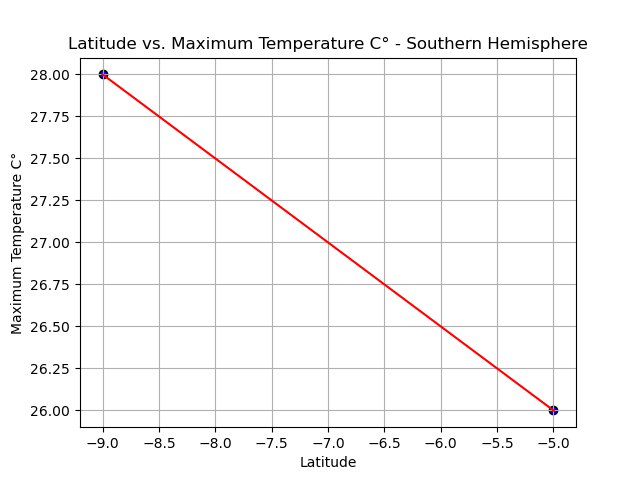 Latitude vs. Maximum Temperature C° - Southern Hemisphere
28.00
27.75
27.50
27.25
27.00
26.75
26.50
26.25
26.00
Maximum Temperature C°
−9.0 −8.5 −8.0 −7.5 −7.0 −6.5 −6.0 −5.5 −5.0
Latitude